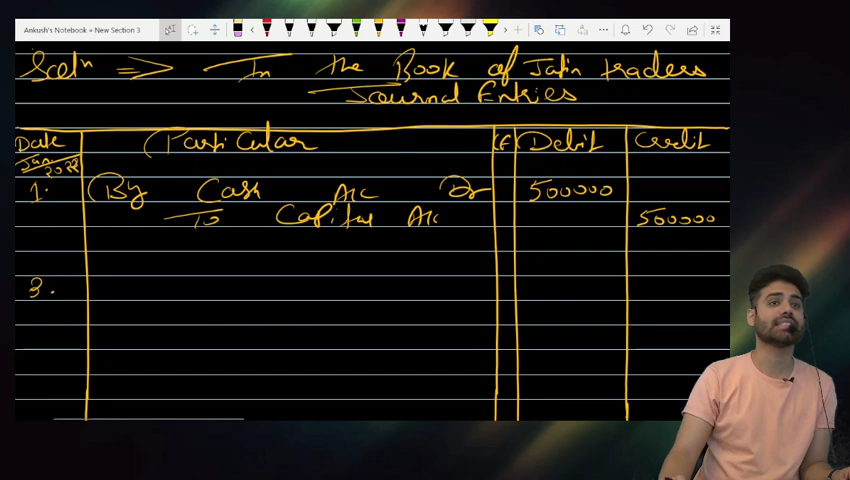 Ankush's Notebook » New Section 3
Soln ⇒ In the Book of Jatin traders
Journal Entries
Date Particular LF Debit Credit
Jan 2022
1. By Cash A/c Dr 500000
To Capital A/c 500000
3.